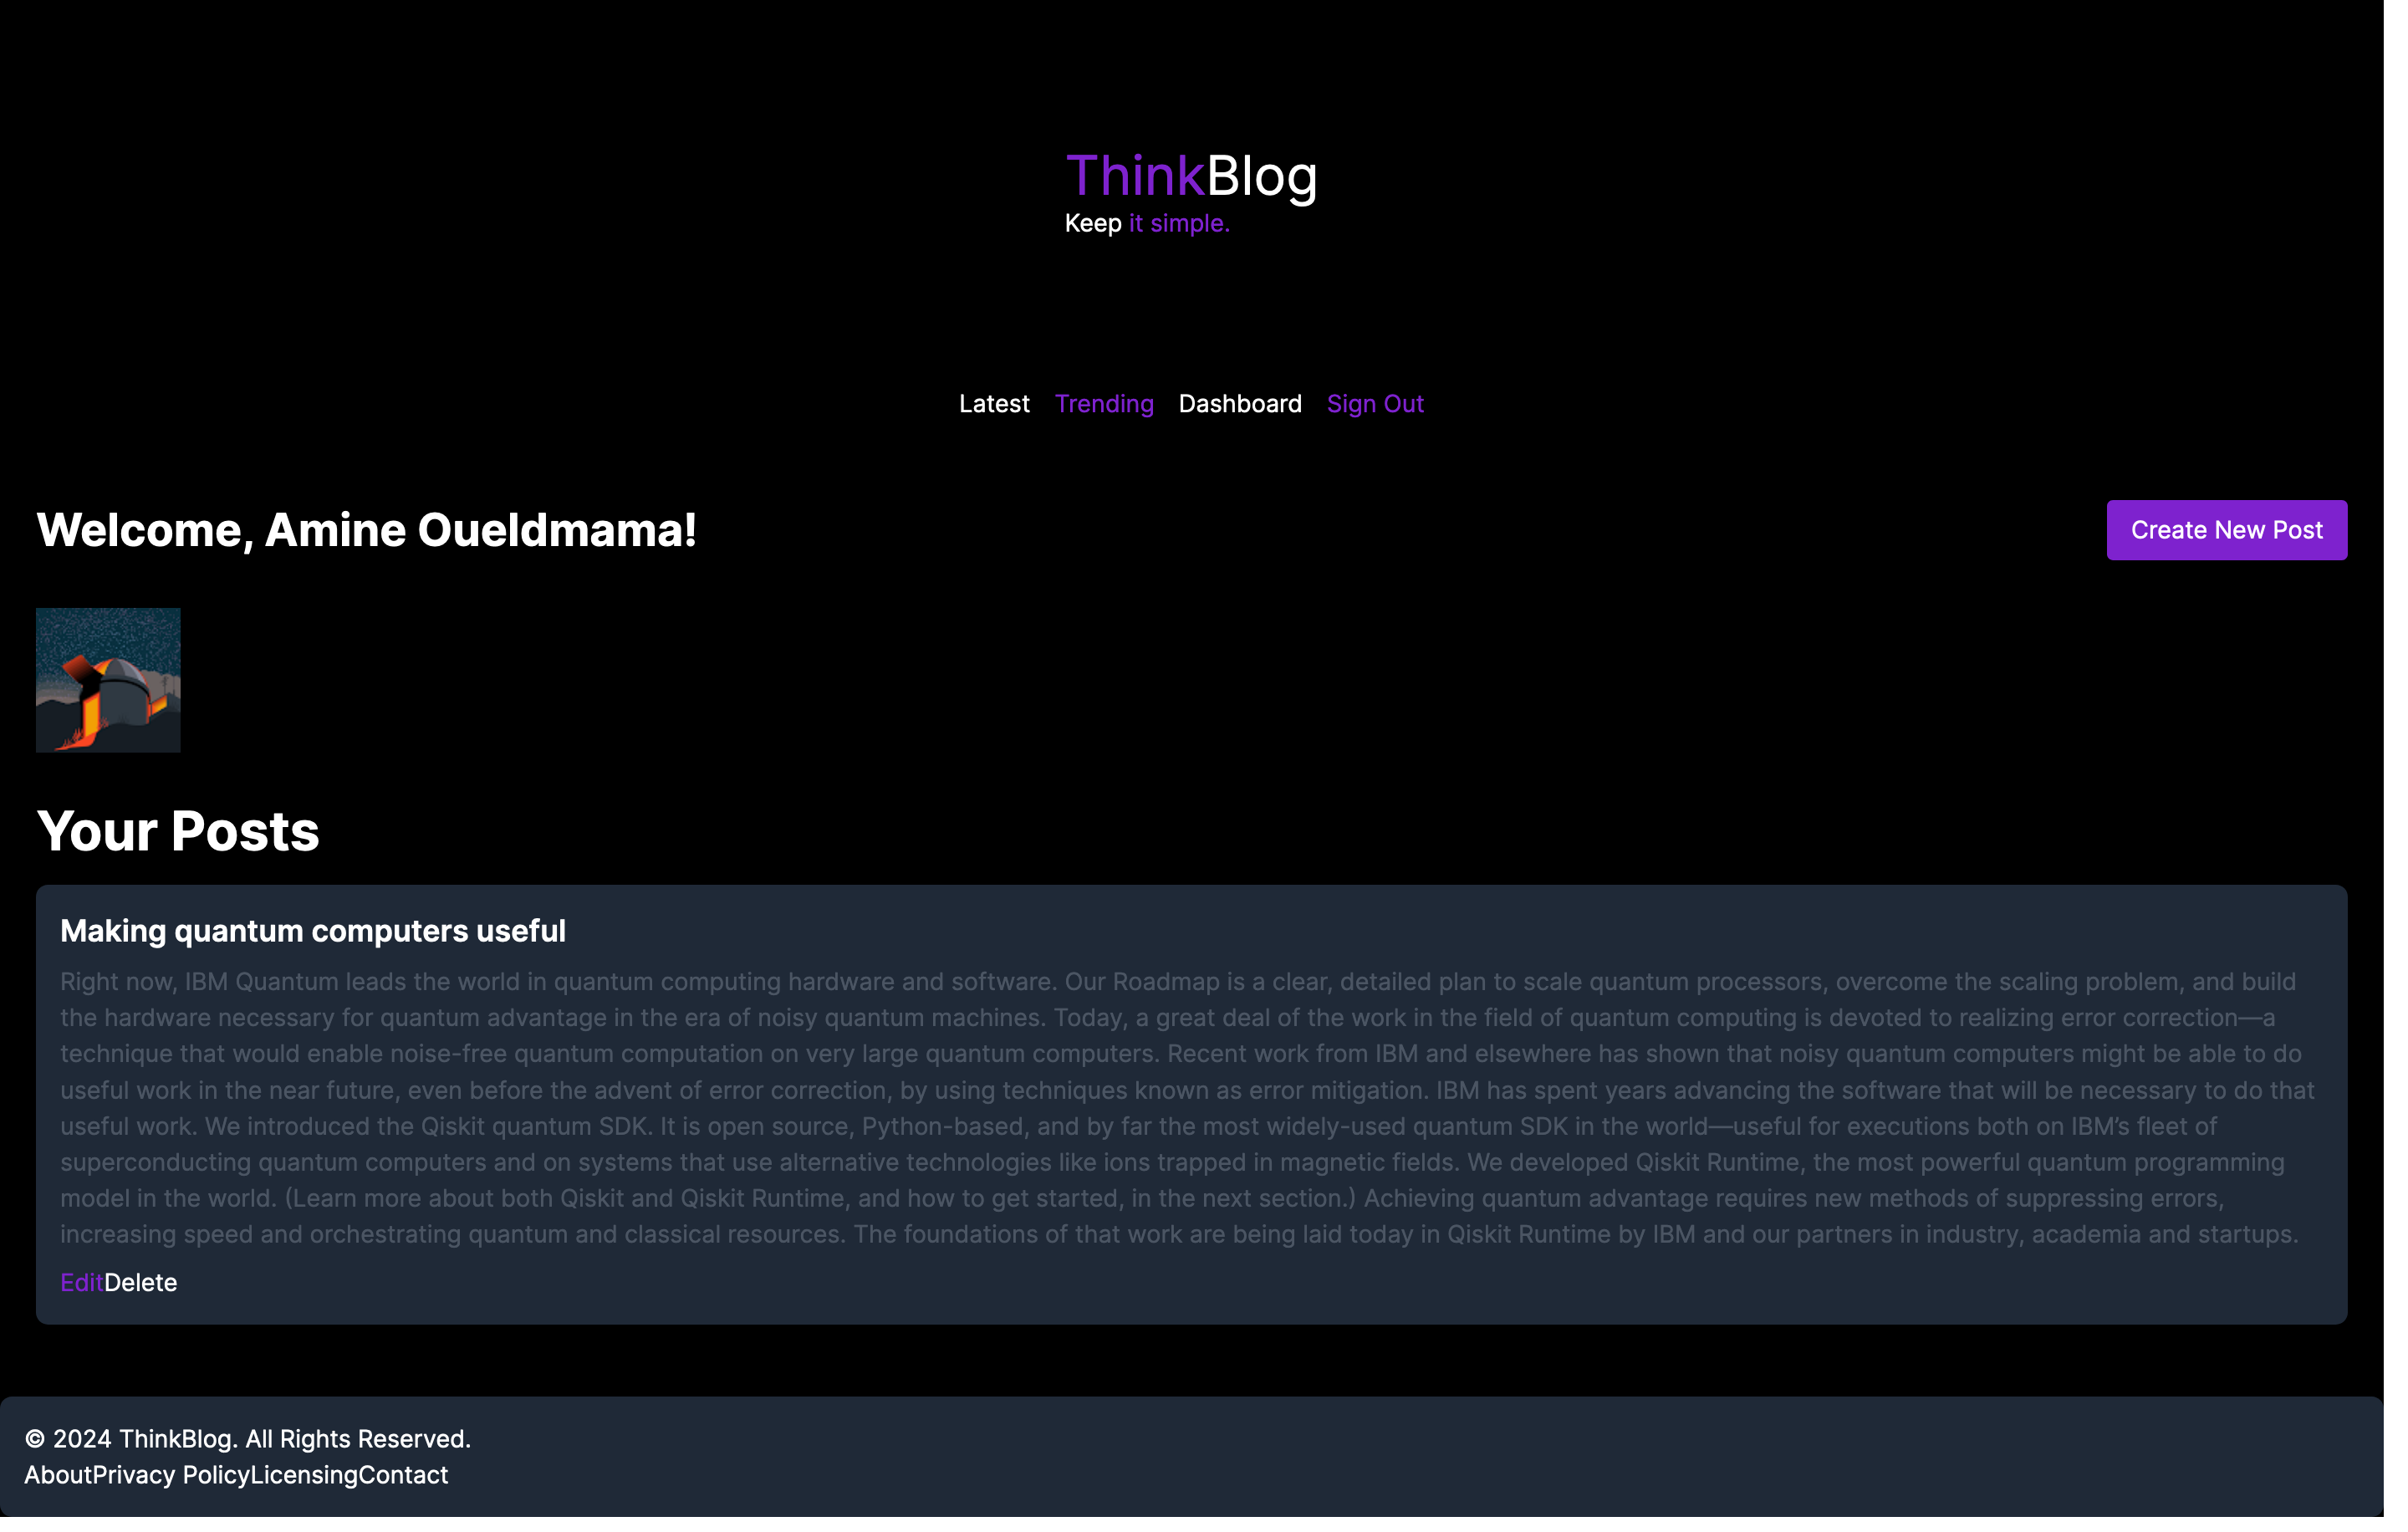 ThinkBlog
Keep it simple.
Latest Trending Dashboard Sign Out
Welcome, Amine Oueldmama!
Create New Post
Your Posts
Making quantum computers useful
Right now, IBM Quantum leads the world in quantum computing hardware and software. Our Roadmap is a clear, detailed plan to scale quantum processors, overcome the scaling problem, and build
the hardware necessary for quantum advantage in the era of noisy quantum machines. Today, a great deal of the work in the field of quantum computing is devoted to realizing error correction—a
technique that would enable noise-free quantum computation on very large quantum computers. Recent work from IBM and elsewhere has shown that noisy quantum computers might be able to do
useful work in the near future, even before the advent of error correction, by using techniques known as error mitigation. IBM has spent years advancing the software that will be necessary to do that
useful work. We introduced the Qiskit quantum SDK. It is open source, Python-based, and by far the most widely-used quantum SDK in the world—useful for executions both on IBM’s fleet of
superconducting quantum computers and on systems that use alternative technologies like ions trapped in magnetic fields. We developed Qiskit Runtime, the most powerful quantum programming
model in the world. (Learn more about both Qiskit and Qiskit Runtime, and how to get started, in the next section.) Achieving quantum advantage requires new methods of suppressing errors,
increasing speed and orchestrating quantum and classical resources. The foundations of that work are being laid today in Qiskit Runtime by IBM and our partners in industry, academia and startups.
EditDelete
© 2024 ThinkBlog. All Rights Reserved.
AboutPrivacy PolicyLicensingContact